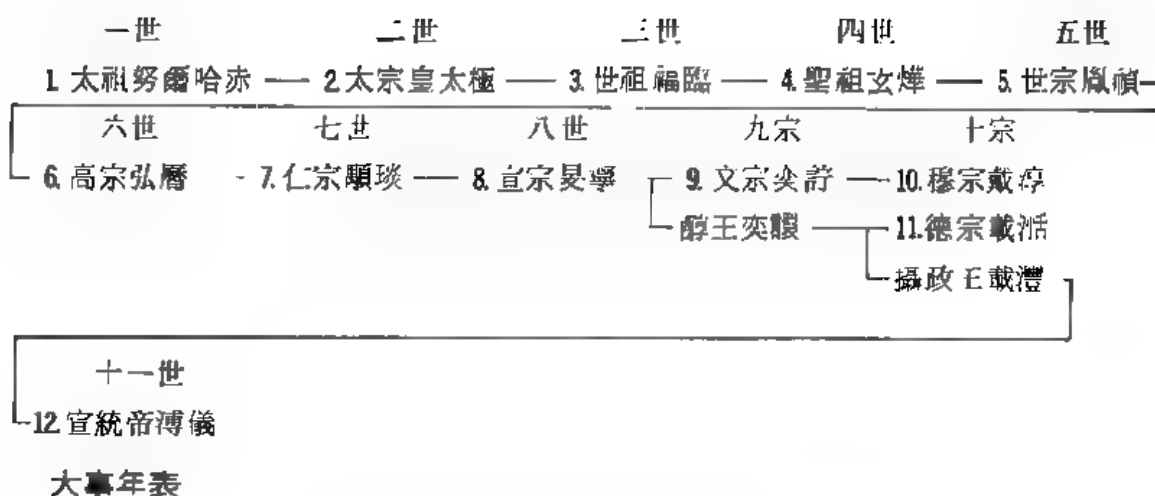 一世 二世 三世 四世 五世
1. 太祖努爾哈赤 — 2.太宗皇太極 — 3. 世祖福臨 — 4.聖祖玄燁 — 5. 世宗胤禎
六世 七世 八世 九宗 十宗
6. 高宗弘曆 - 7.仁宗顒琰 — 8. 宣宗旻寧 9. 文宗奕詝 — 10.穆宗載淳
醇王奕譞 — 11.德宗載湉
攝政王載灃
十一世
12.宣統帝溥儀
大事年表